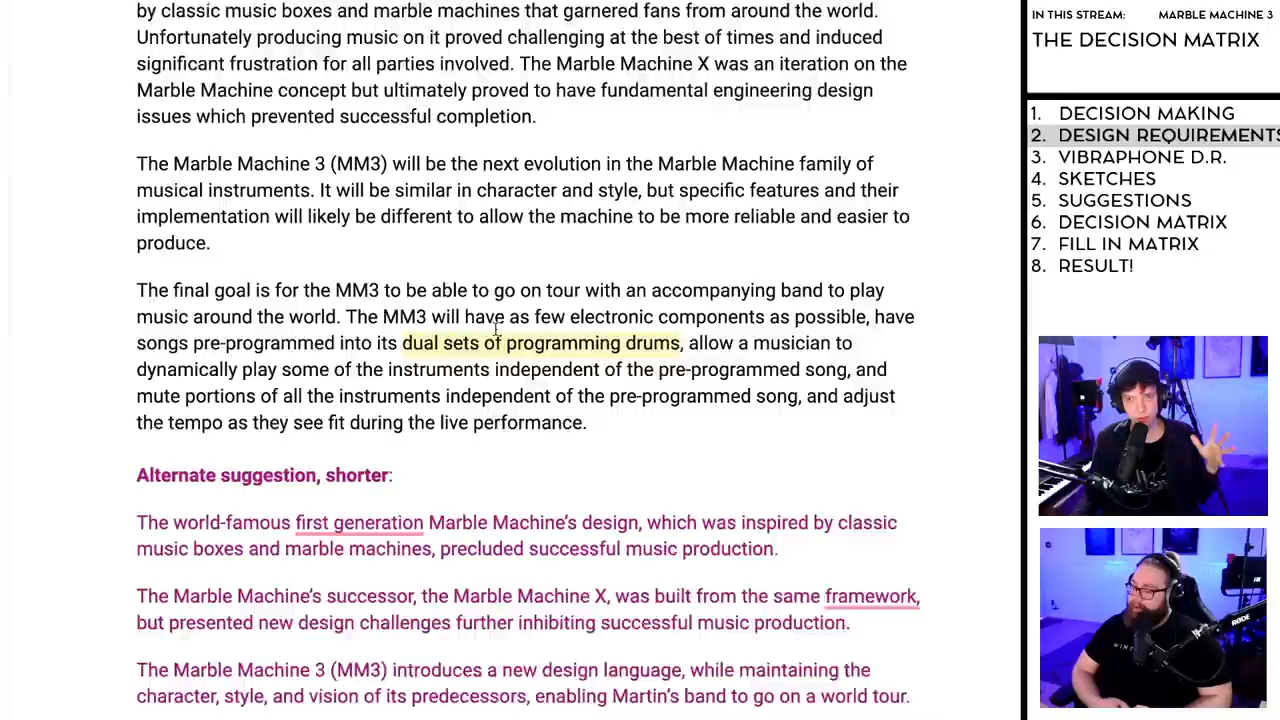 by classic music boxes and marble machines that garnered fans from around the world.
Unfortunately producing music on it proved challenging at the best of times and induced
significant frustration for all parties involved. The Marble Machine X was an iteration on the
Marble Machine concept but ultimately proved to have fundamental engineering design
issues which prevented successful completion.
The Marble Machine 3 (MM3) will be the next evolution in the Marble Machine family of
musical instruments. It will be similar in character and style, but specific features and their
implementation will likely be different to allow the machine to be more reliable and easier to
produce.
The final goal is for the MM3 to be able to go on tour with an accompanying band to play
music around the world. The MM3 will have as few electronic components as possible, have
songs pre-programmed into its dual sets of programming drums, allow a musician to
dynamically play some of the instruments independent of the pre-programmed song, and
mute portions of all the instruments independent of the pre-programmed song, and adjust
the tempo as they see fit during the live performance.
Alternate suggestion, shorter:
The world-famous first generation Marble Machine's design, which was inspired by classic
music boxes and marble machines, precluded successful music production.
The Marble Machine's successor, the Marble Machine X, was built from the same framework,
but presented new design challenges further inhibiting successful music production.
The Marble Machine 3 (MM3) introduces a new design language, while maintaining the
character, style, and vision of its predecessors, enabling Martin's band to go on a world tour.
IN THIS STREAM: MARBLE MACHINE 3
THE DECISION MATRIX
1. DECISION MAKING
2. DESIGN REQUIREMENTS
3. VIBRAPHONE D.R.
4. SKETCHES
5. SUGGESTIONS
6. DECISION MATRIX
7. FILL IN MATRIX
8. RESULT!
RODE